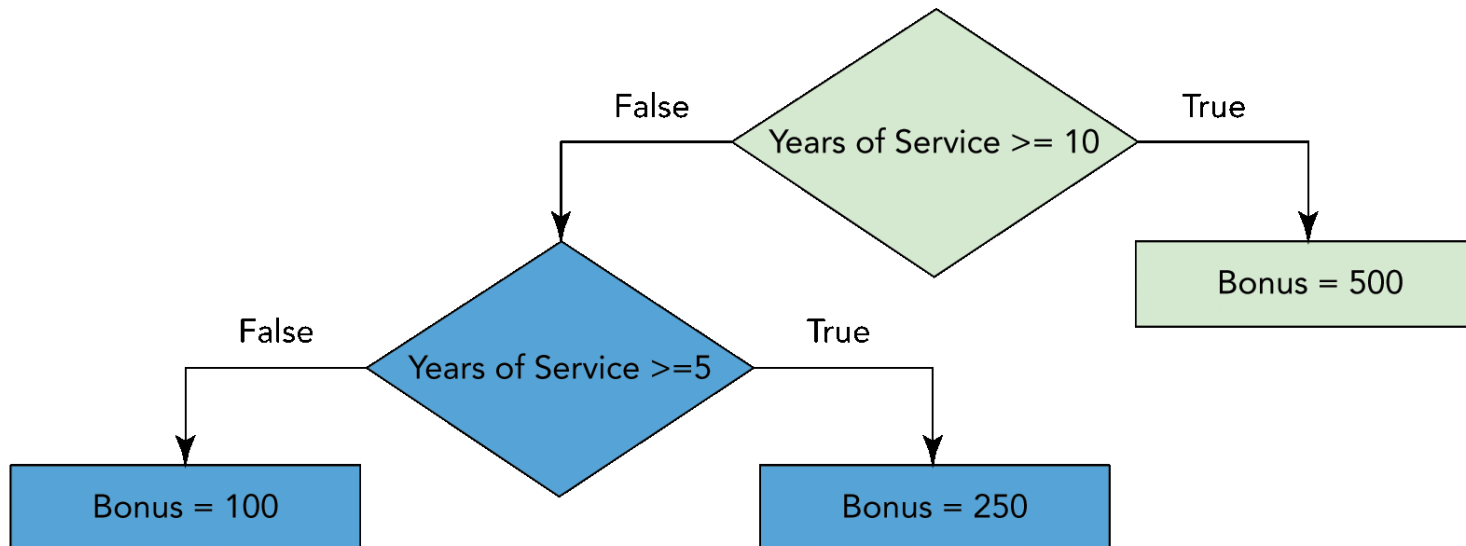 False
True
Years of Service >= 10
Bonus = 500
False
True
Years of Service >=5
Bonus = 100
Bonus = 250